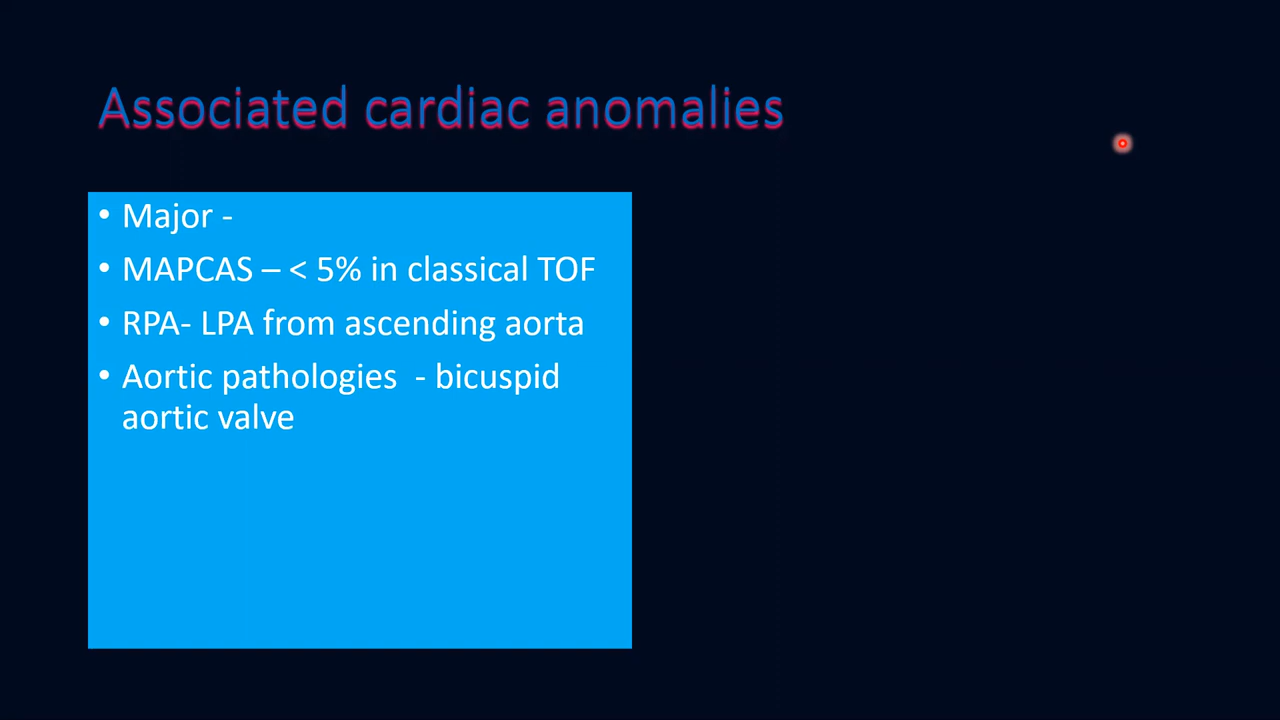 Associated cardiac anomalies
• Major -
• MAPCAS – < 5% in classical TOF
• RPA- LPA from ascending aorta
• Aortic pathologies  - bicuspid
aortic valve